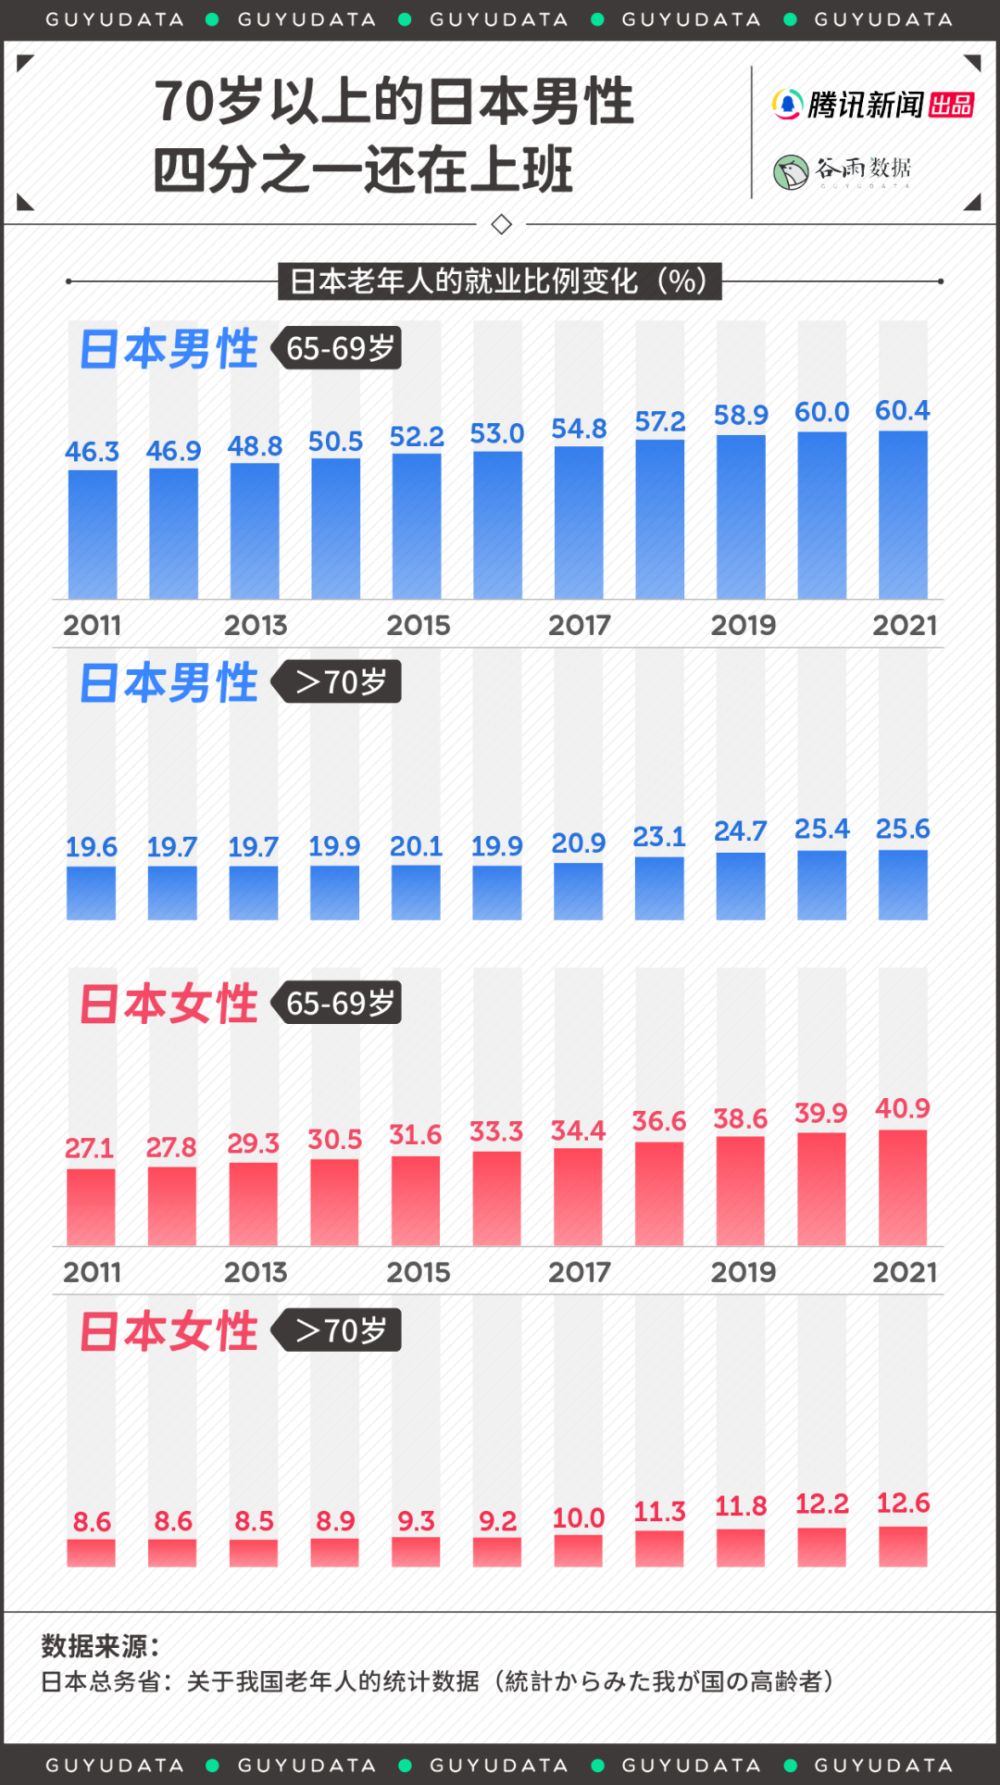 GUYUDATA GUYUDATA GUYUDATA GUYUDATA GUYUDATA
70岁以上的日本男性
四分之一还在上班
腾讯新闻 出品
谷雨数据
GUYUDATA
日本老年人的就业比例变化（%）
日本男性 65-69岁
46.3 46.9 48.8 50.5 52.2 53.0 54.8 57.2 58.9 60.0 60.4
2011 2013 2015 2017 2019 2021
日本男性 >70岁
19.6 19.7 19.7 19.9 20.1 19.9 20.9 23.1 24.7 25.4 25.6
日本女性 65-69岁
27.1 27.8 29.3 30.5 31.6 33.3 34.4 36.6 38.6 39.9 40.9
2011 2013 2015 2017 2019 2021
日本女性 >70岁
8.6 8.6 8.5 8.9 9.3 9.2 10.0 11.3 11.8 12.2 12.6
数据来源：
日本总务省：关于我国老年人的统计数据（統計からみた我が国の高齢者）
GUYUDATA GUYUDATA GUYUDATA GUYUDATA GUYUDATA